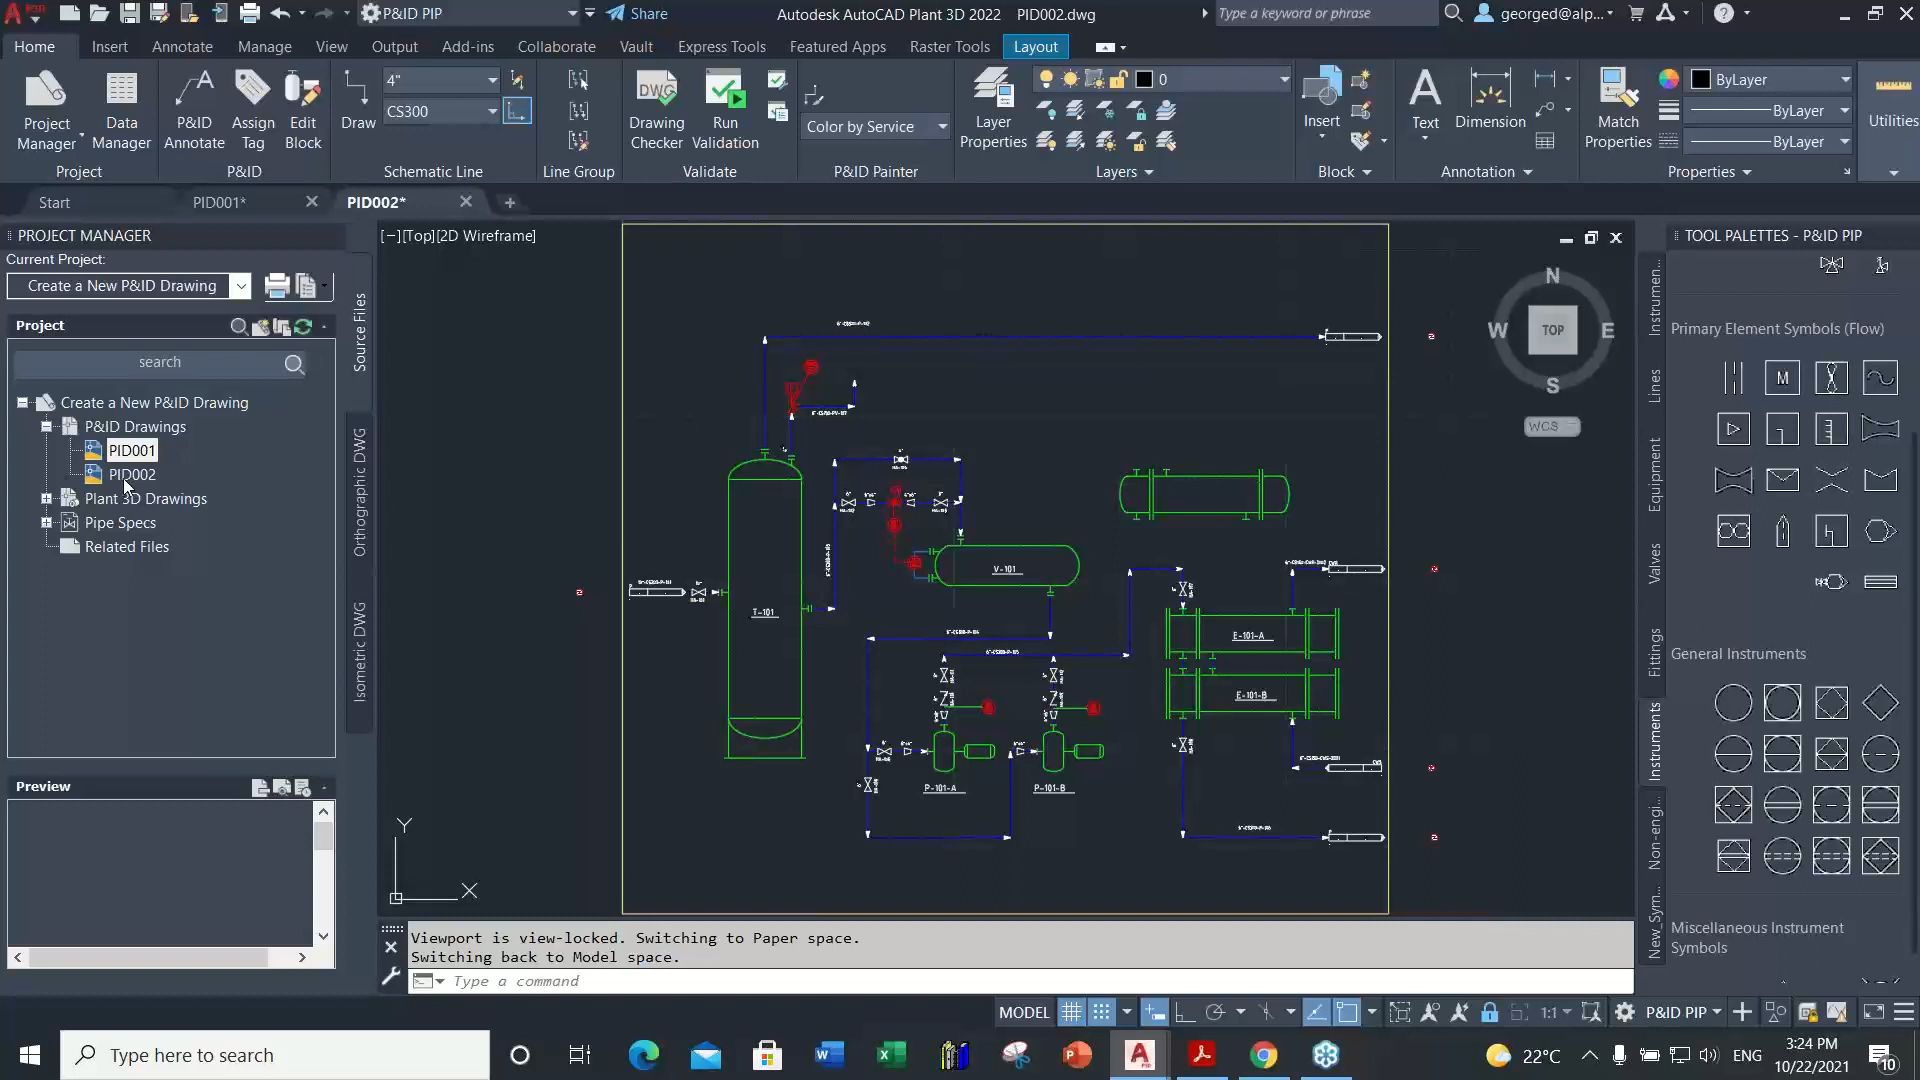 P&ID PIP
Share
Autodesk AutoCAD Plant 3D 2022 PID002.dwg
Type a keyword or phrase
georged@alp...
Home
Insert
Annotate
Manage
View
Output
Add-ins
Collaborate
Vault
Express Tools
Featured Apps
Raster Tools
Layout
4"
CS300
Project Manager
Data Manager
P&ID Annotate
Assign Tag
Edit Block
Draw
DWG
Drawing Checker
Run Validation
Color by Service
Layer Properties
0
Insert
Text
Dimension
Match Properties
ByLayer
ByLayer
ByLayer
Utilities
Project
P&ID
Schematic Line
Line Group
Validate
P&ID Painter
Layers
Block
Annotation
Properties
Start
PID001*
PID002*
PROJECT MANAGER
Current Project:
Create a New P&ID Drawing
Project
search
Create a New P&ID Drawing
P&ID Drawings
PID001
PID002
Plant 3D Drawings
Pipe Specs
Related Files
Preview
Source Files
Orthographic DWG
Isometric DWG
[−][Top][2D Wireframe]
N
W
TOP
E
S
WCS
T-101
V-101
E-101-A
E-101-B
P-101-A
P-101-B
Y
X
TOOL PALETTES - P&ID PIP
Primary Element Symbols (Flow)
M
General Instruments
Miscellaneous Instrument
Symbols
Instrumen...
Lines
Equipment
Valves
Fittings
Instruments
Non-engi...
New_Sym...
Viewport is view-locked. Switching to Paper space.
Switching back to Model space.
Type a command
MODEL
1:1
P&ID PIP
Type here to search
22°C
ENG
3:24 PM
10/22/2021
10